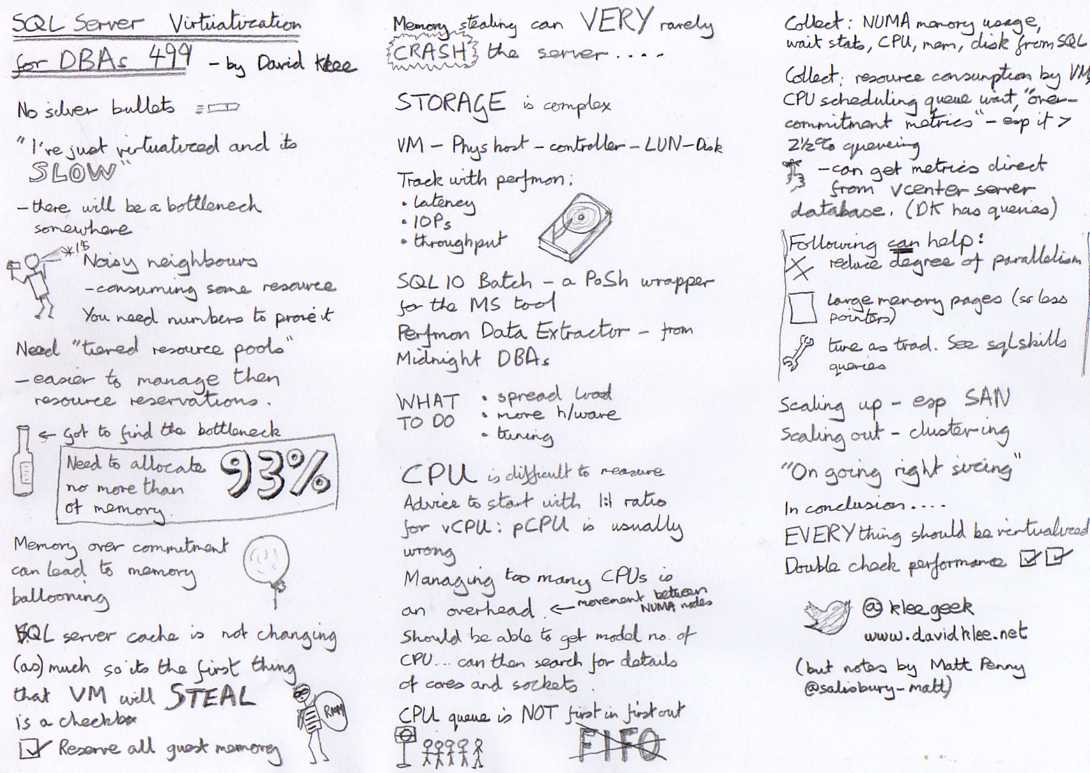 SQL Server Virtualization
for DBAs 499 - by David Klee
No silver bullets
"I've just virtualized and its
SLOW"
- there will be a bottleneck
somewhere
Noisy neighbours
- consuming some resource
You need numbers to prove it
Need "tiered resource pools"
- easier to manage then
resource reservations.
← Got to find the bottleneck
Need to allocate
no more than
93%
of memory.
Memory over commitment
can lead to memory
ballooning
SQL server cache is not changing
(as) much so its the first thing
that VM will STEAL
is a checkbox
Reserve all guest memory
RAM
Memory stealing can VERY rarely
CRASH the server ....
STORAGE is complex
VM - Phys host - controller - LUN - Disk
Track with perfmon:
• latency
• IOPs
• throughput
SQL IO Batch - a PoSh wrapper
for the MS tool
Perfmon Data Extractor - from
Midnight DBAs
WHAT
TO DO
• spread load
• more h/ware
• tuning
CPU is difficult to measure
Advice to start with 1:1 ratio
for vCPU: pCPU is usually
wrong
Managing too many CPUs is
an overhead. ← movement between
NUMA nodes
Should be able to get model no. of
CPU... can then search for details
of cores and sockets.
CPU queue is NOT first in first out
FIFO
Collect: NUMA memory usage,
wait stats, CPU, mem, disk from SQL
Collect: resource consumption by VM,
CPU scheduling queue wait, "over-
commitment metrics" - esp if >
2½% queueing
- can get metrics direct
from vcenter server
database. (DK has queries)
Following can help:
reduce degree of parallelism
large memory pages (so less
pointers)
tune as trad. See sqlskills
queries
Scaling up - esp SAN
Scaling out - clustering
"On going right sizing"
In conclusion....
EVERYthing should be virtualized
Double check performance
@kleegeek
www.davidklee.net
(but notes by Matt Penny
@salisbury-matt)